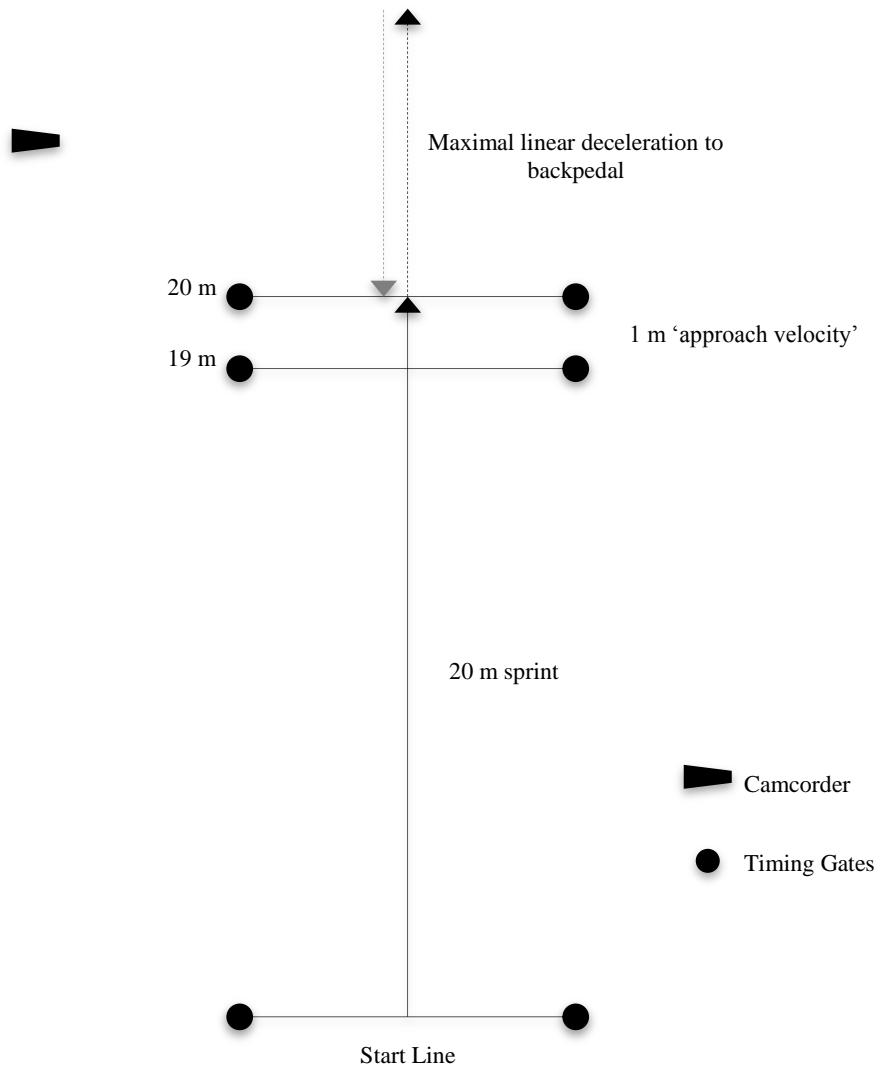 Maximal linear deceleration to
backpedal
20 m
1 m ‘approach velocity’
19 m
20 m sprint
Camcorder
Timing Gates
Start Line